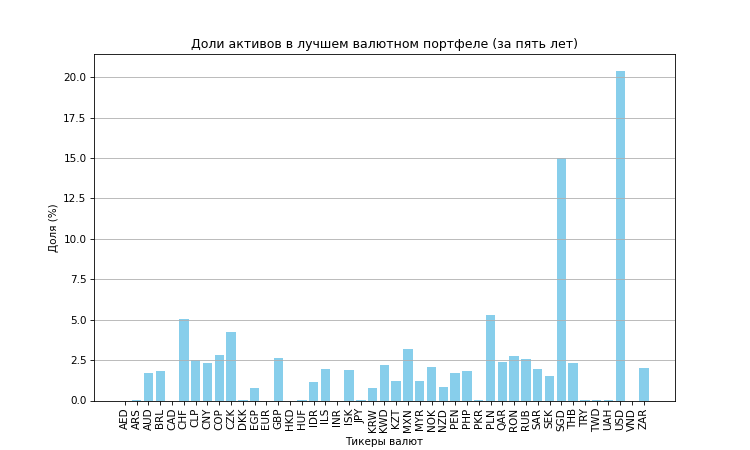 Доли активов в лучшем валютном портфеле (за пять лет)
20.0
17.5
15.0
12.5
10.0
7.5
5.0
2.5
0.0
Доля (%)
AED ARS AUD BRL CAD CHF CLP CNY COP CZK DKK EGP EUR GBP HKD HUF IDR ILS INR ISK JPY KRW KWD KZT MXN MYR NOK NZD PEN PHP PKR PLN QAR RON RUB SAR SEK SGD THB TRY TWD UAH USD VND ZAR
Тикеры валют